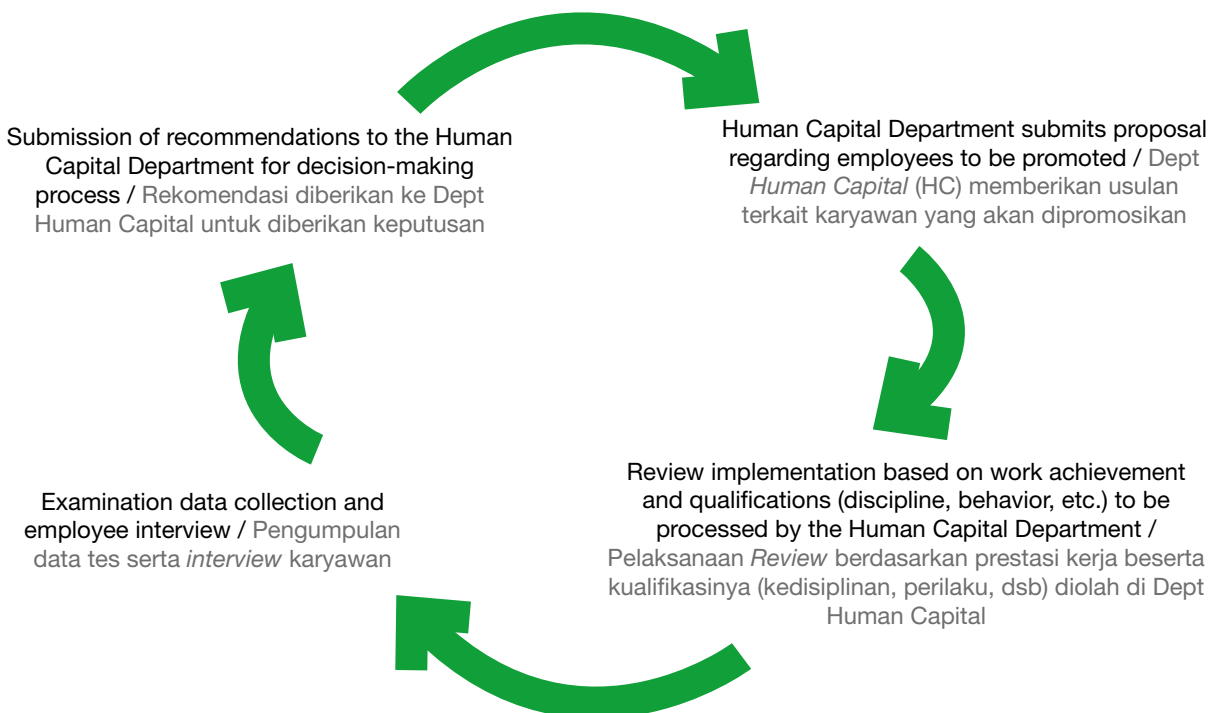 Submission of recommendations to the Human
Capital Department for decision-making
process / Rekomendasi diberikan ke Dept
Human Capital untuk diberikan keputusan
Human Capital Department submits proposal
regarding employees to be promoted / Dept
Human Capital (HC) memberikan usulan
terkait karyawan yang akan dipromosikan
Examination data collection and
employee interview / Pengumpulan
data tes serta interview karyawan
Review implementation based on work achievement
and qualifications (discipline, behavior, etc.) to be
processed by the Human Capital Department /
Pelaksanaan Review berdasarkan prestasi kerja beserta
kualifikasinya (kedisiplinan, perilaku, dsb) diolah di Dept
Human Capital